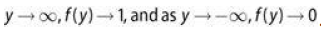 y → ∞, f(y) → 1, and as y → −∞, f(y) → 0